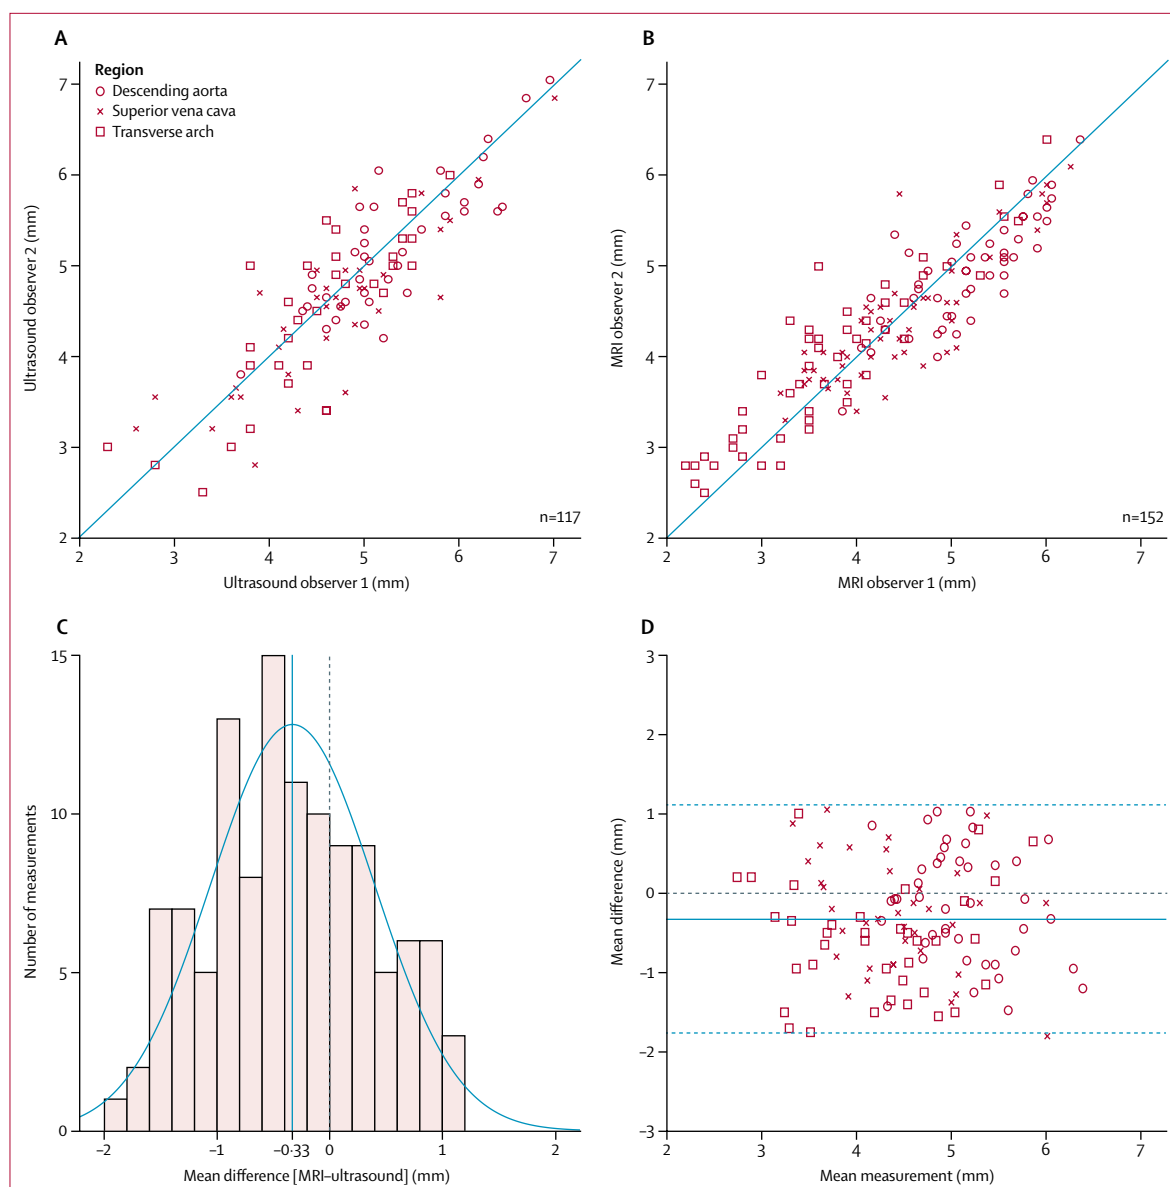 A
Region
Descending aorta
Superior vena cava
Transverse arch
7
6
5
4
3
2
Ultrasound observer 2 (mm)
n=117
2 3 4 5 6 7
Ultrasound observer 1 (mm)
B
7
6
5
4
3
2
MRI observer 2 (mm)
n=152
2 3 4 5 6 7
MRI observer 1 (mm)
C
15
10
5
0
Number of measurements
–2 –1 –0·33 0 1 2
Mean difference [MRI–ultrasound] (mm)
D
3
2
1
0
–1
–2
–3
Mean difference (mm)
2 3 4 5 6 7
Mean measurement (mm)